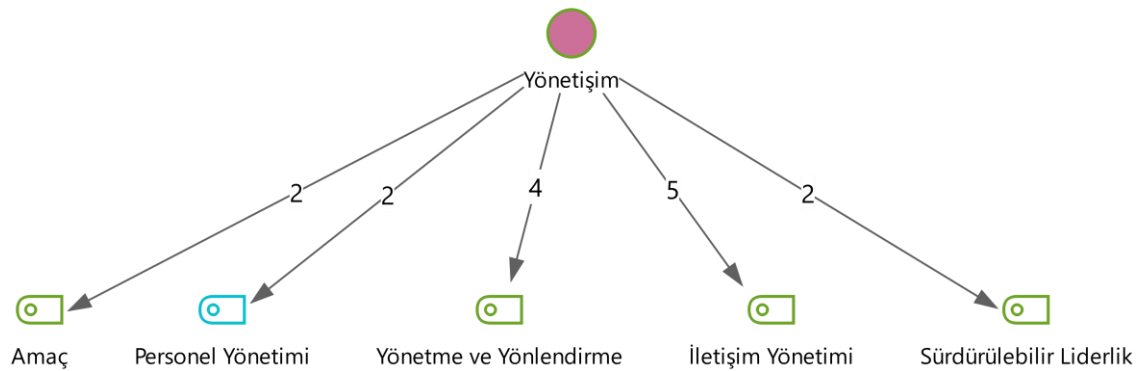 Yönetişim
2
2
4
5
2
Amaç
Personel Yönetimi
Yönetme ve Yönlendirme
İletişim Yönetimi
Sürdürülebilir Liderlik